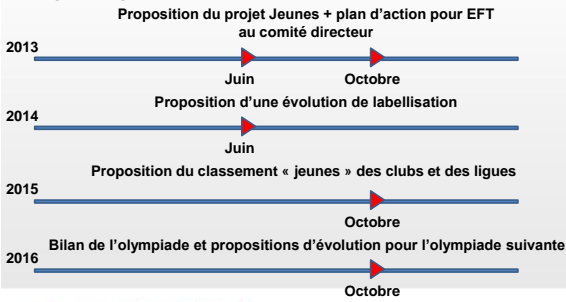 Proposition du projet Jeunes + plan d’action pour EFT
au comité directeur
2013
Juin
Octobre
Proposition d’une évolution de labellisation
2014
Juin
Proposition du classement « jeunes » des clubs et des ligues
2015
Octobre
Bilan de l’olympiade et propositions d’évolution pour l’olympiade suivante
2016
Octobre